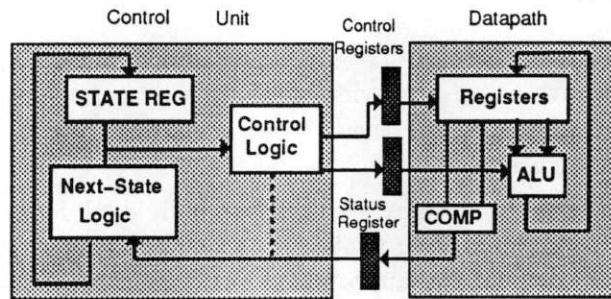 Control Unit
Control
Registers
Datapath
STATE REG
Control
Logic
Registers
Next-State
Logic
ALU
Status
Register
COMP